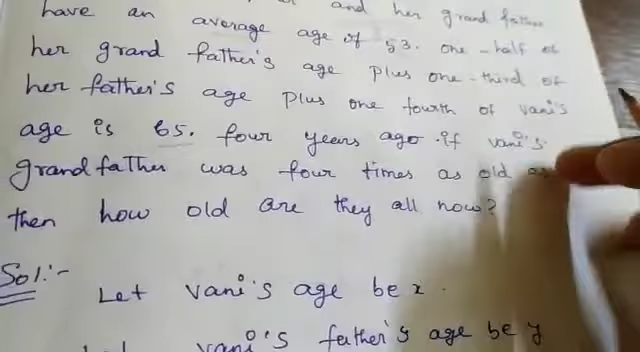 have an average age of 53. one-half of
her grand father's age plus one-third of
her father's age plus one fourth of vani's
age is 65. four years ago if vani's
grandfather was four times as old as
then how old are they all now?
Sol:-
Let vani's age be x.
vani's father's age be y